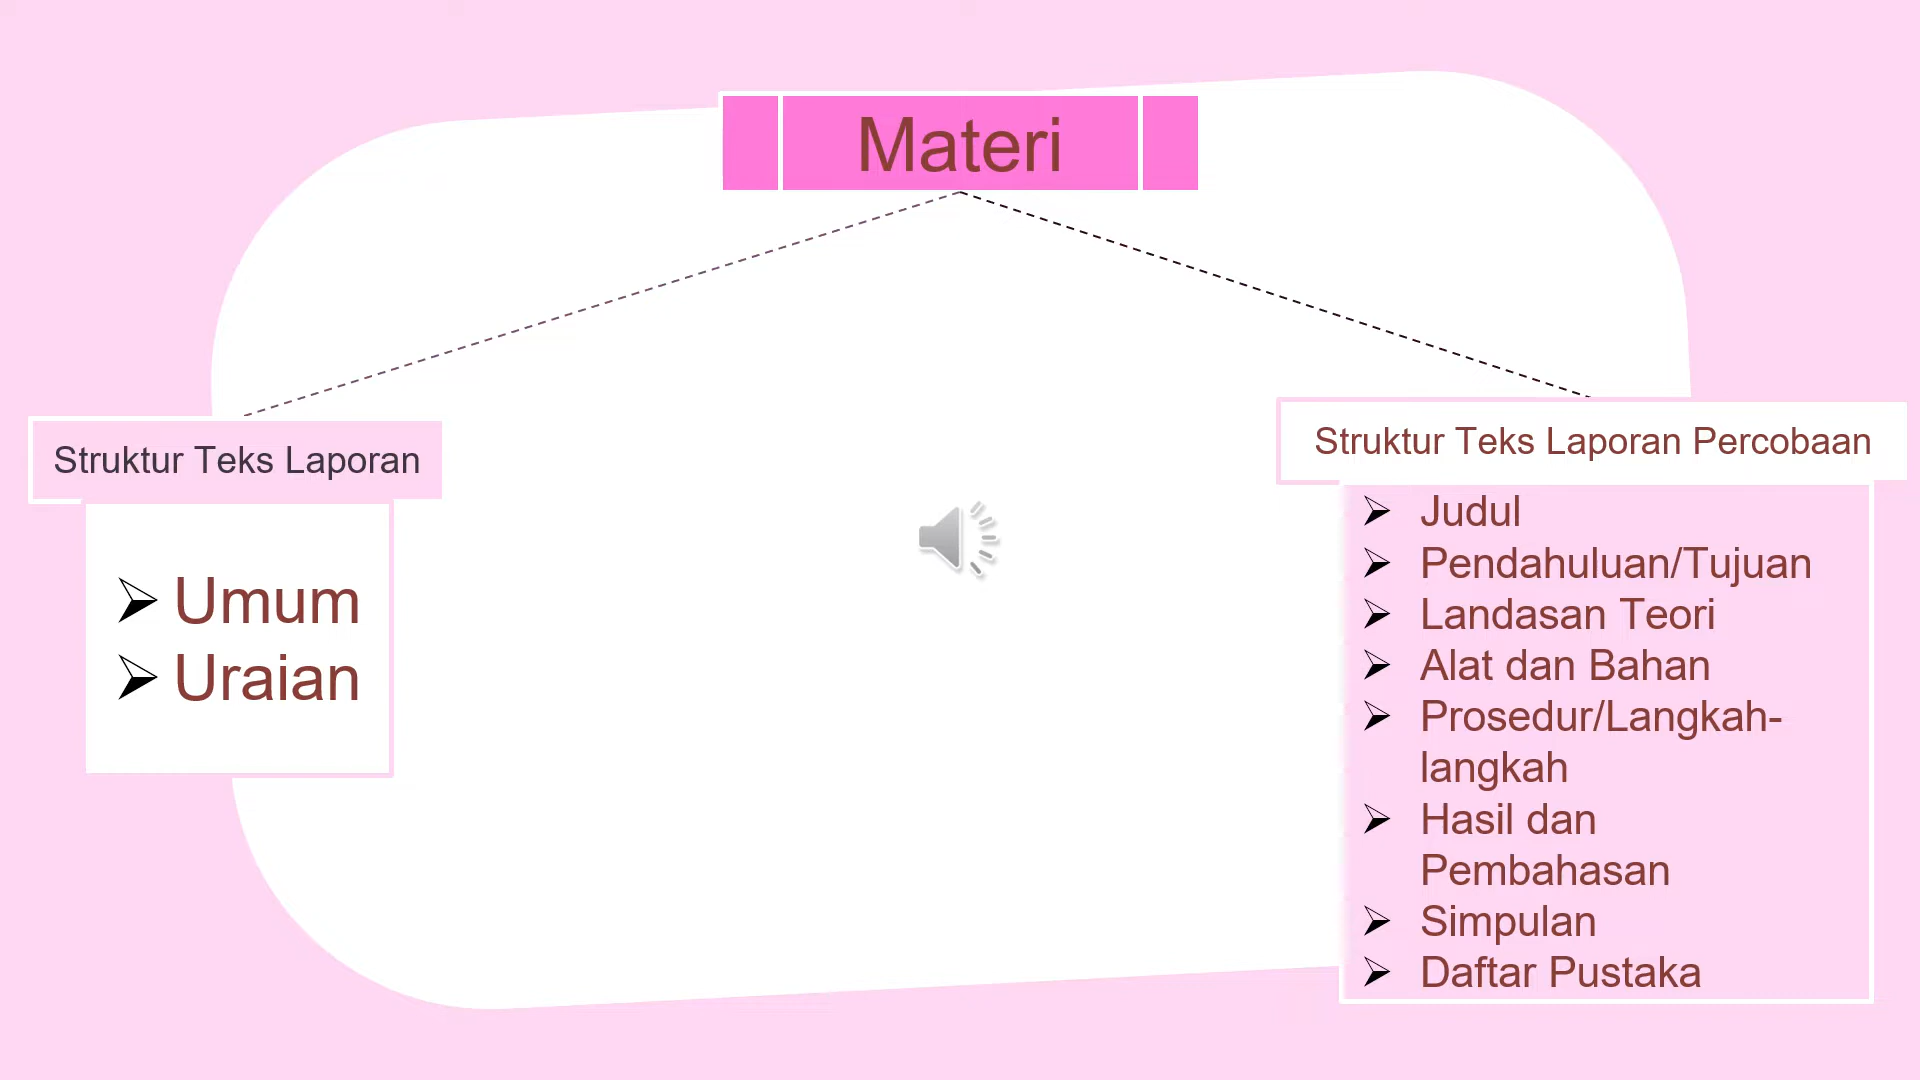 Materi
Struktur Teks Laporan
Umum
Uraian
Struktur Teks Laporan Percobaan
Judul
Pendahuluan/Tujuan
Landasan Teori
Alat dan Bahan
Prosedur/Langkah-
langkah
Hasil dan
Pembahasan
Simpulan
Daftar Pustaka